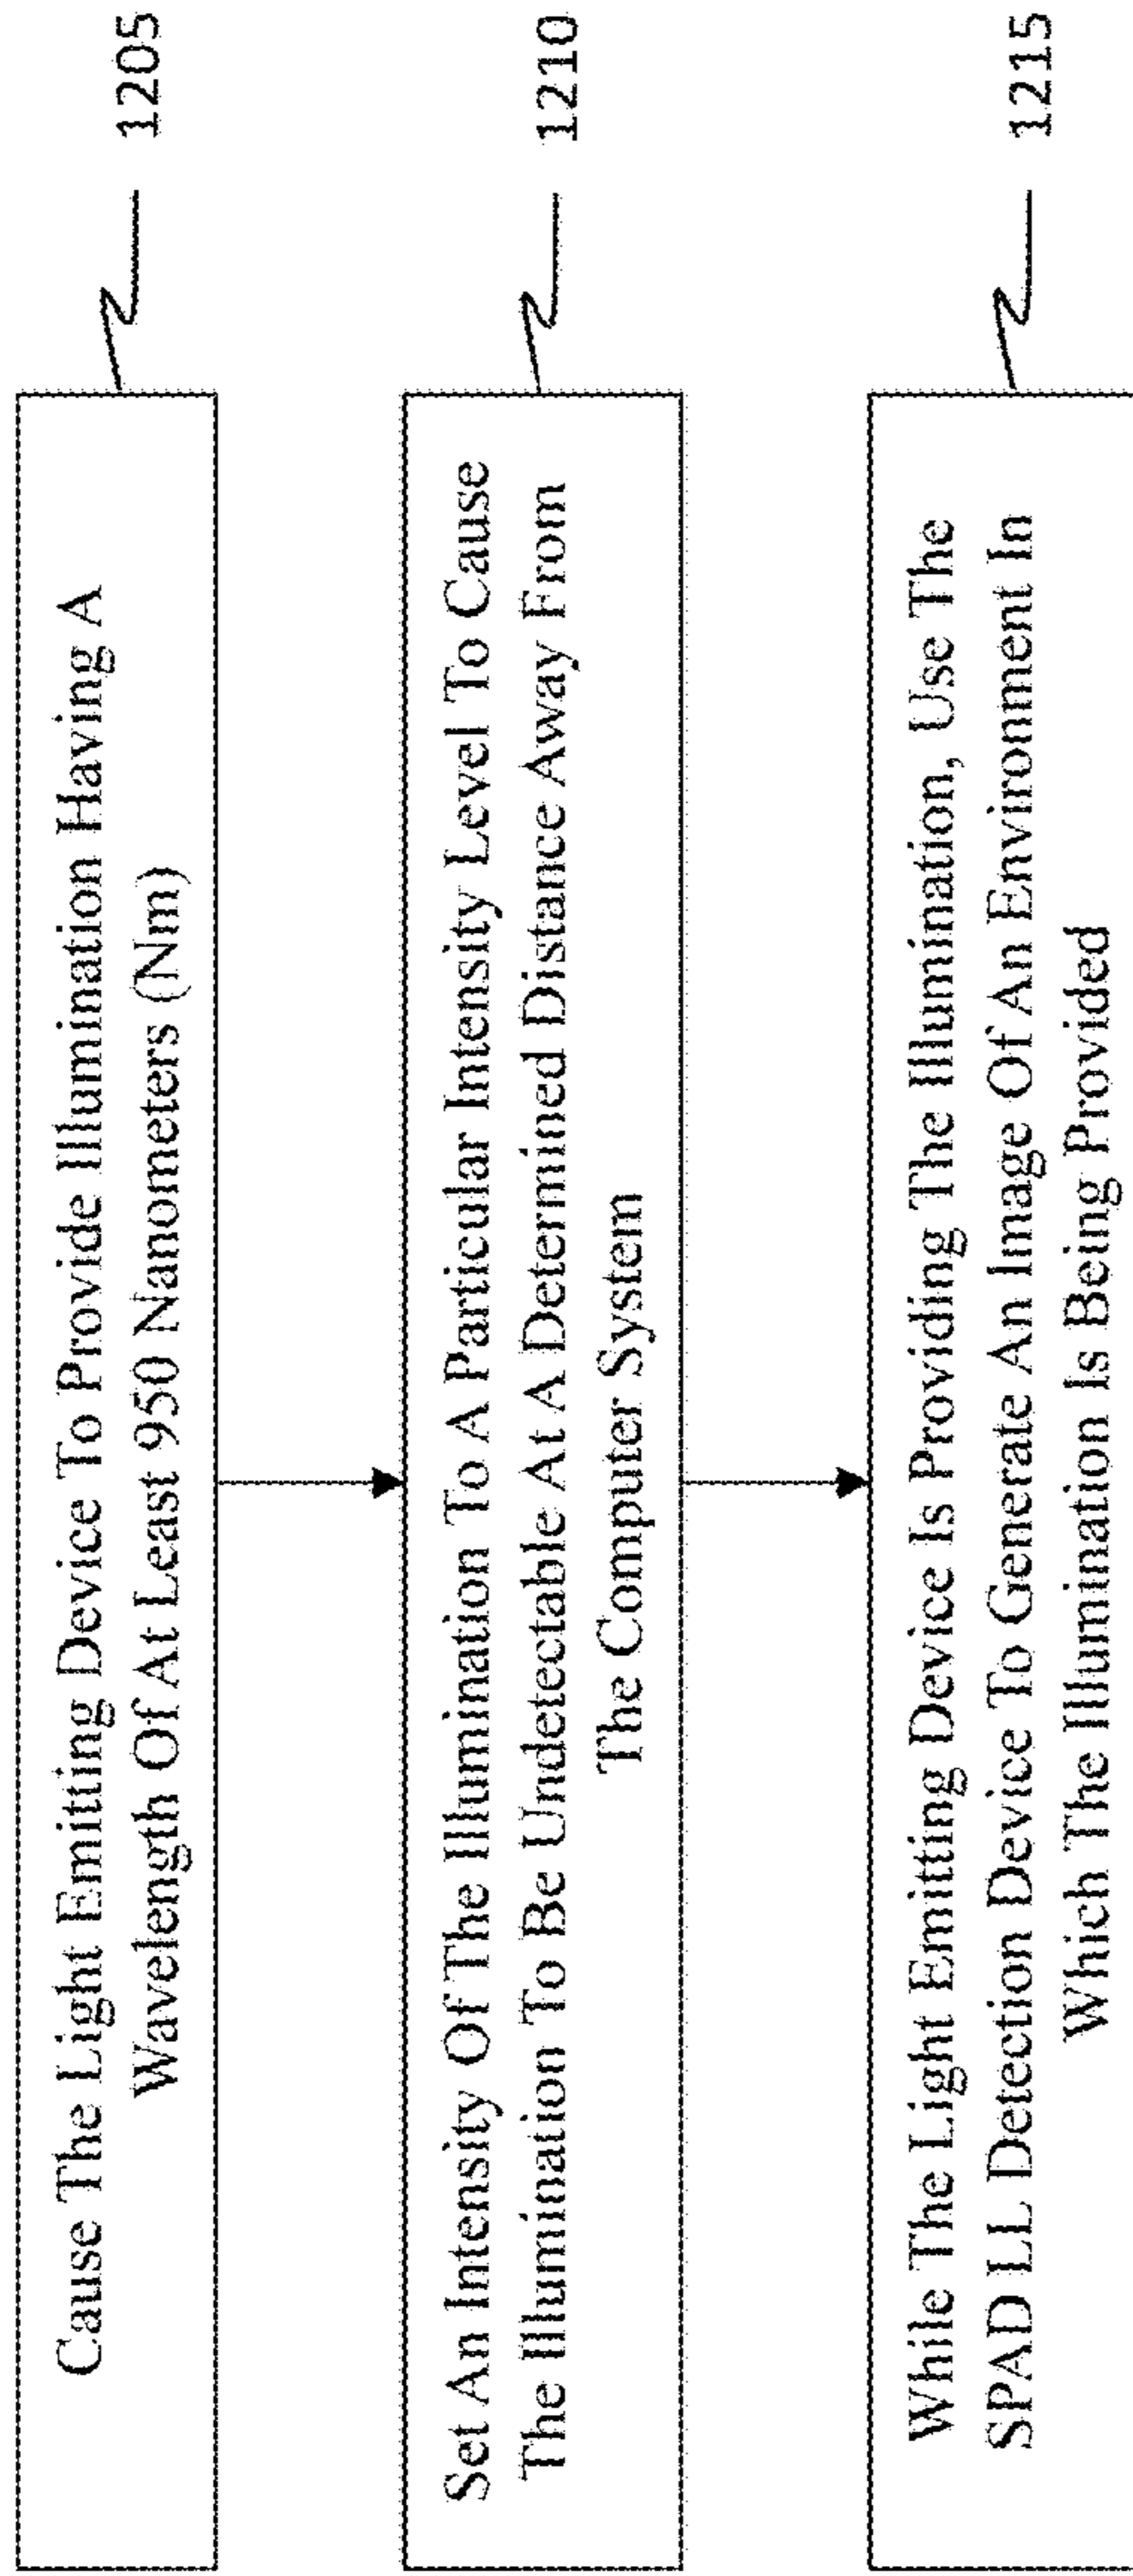 Cause The Light Emitting Device To Provide Illumination Having A
Wavelength Of At Least 950 Nanometers (Nm)
1205
Set An Intensity Of The Illumination To A Particular Intensity Level To Cause
The Illumination To Be Undetectable At A Determined Distance Away From
The Computer System
1210
While The Light Emitting Device Is Providing The Illumination, Use The
SPAD LL Detection Device To Generate An Image Of An Environment In
Which The Illumination Is Being Provided
1215